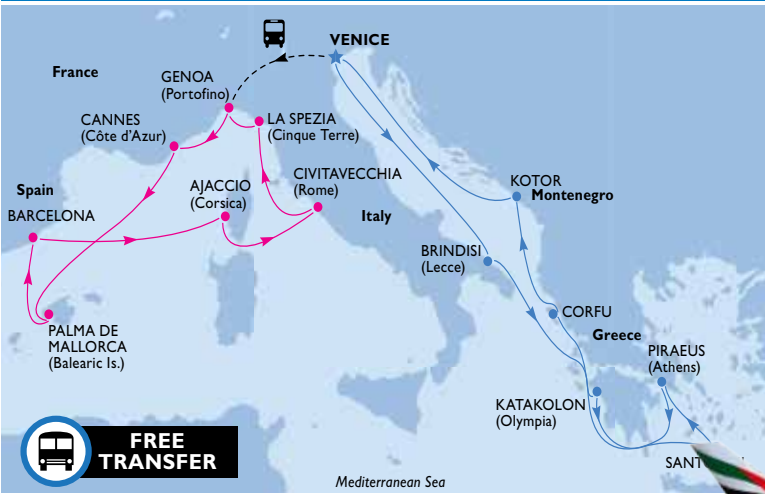 VENICE
France
GENOA
(Portofino)
CANNES
(Côte d'Azur)
LA SPEZIA
(Cinque Terre)
Spain
BARCELONA
AJACCIO
(Corsica)
CIVITAVECCHIA
(Rome)
Italy
KOTOR
Montenegro
BRINDISI
(Lecce)
CORFU
Greece
PIRAEUS
(Athens)
PALMA DE
MALLORCA
(Balearic Is.)
KATAKOLON
(Olympia)
FREE
TRANSFER
Mediterranean Sea